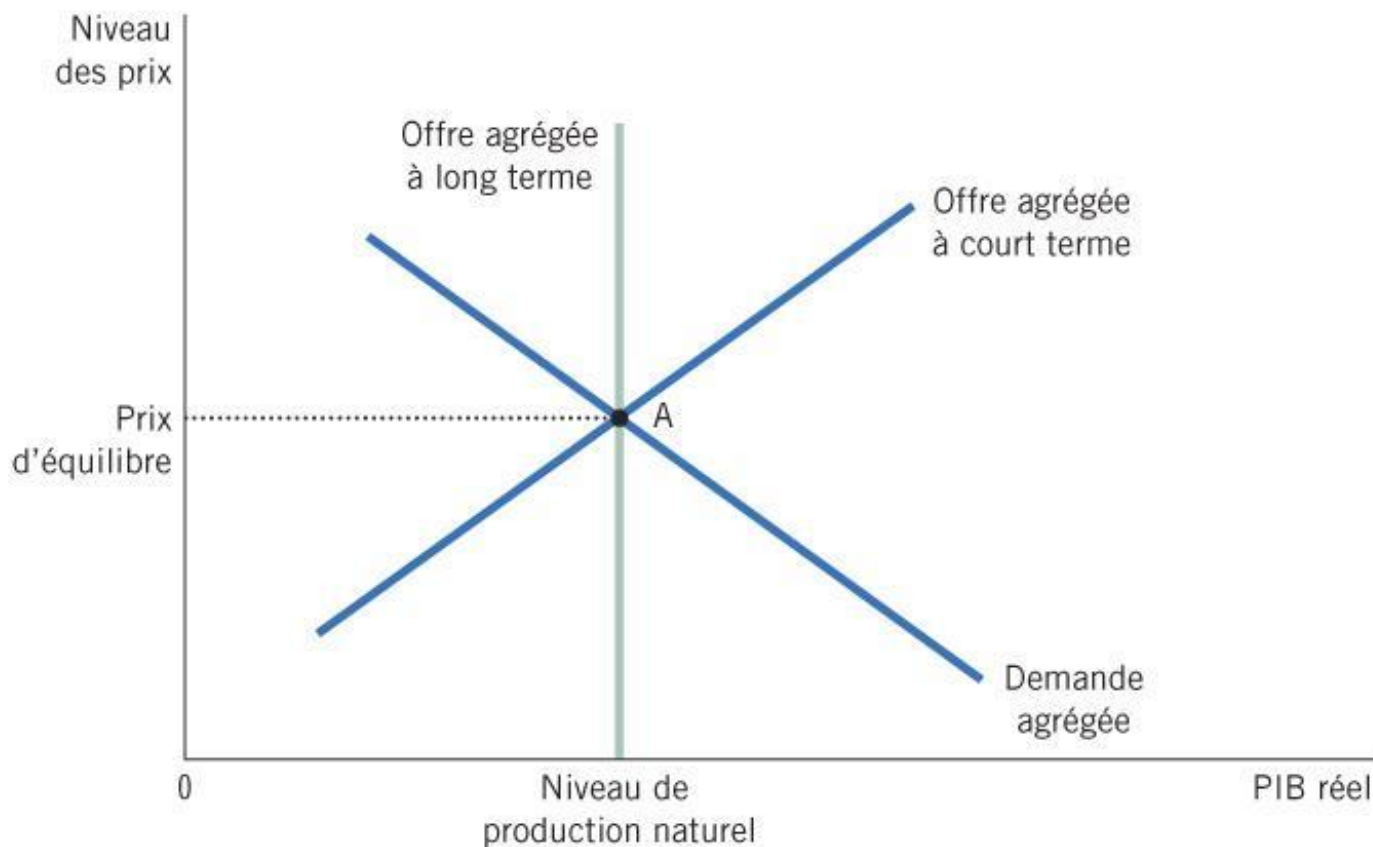 Niveau
des prix
Offre agrégée
à long terme
Offre agrégée
à court terme
Prix
d’équilibre
A
Demande
agrégée
0
Niveau de
production naturel
PIB réel